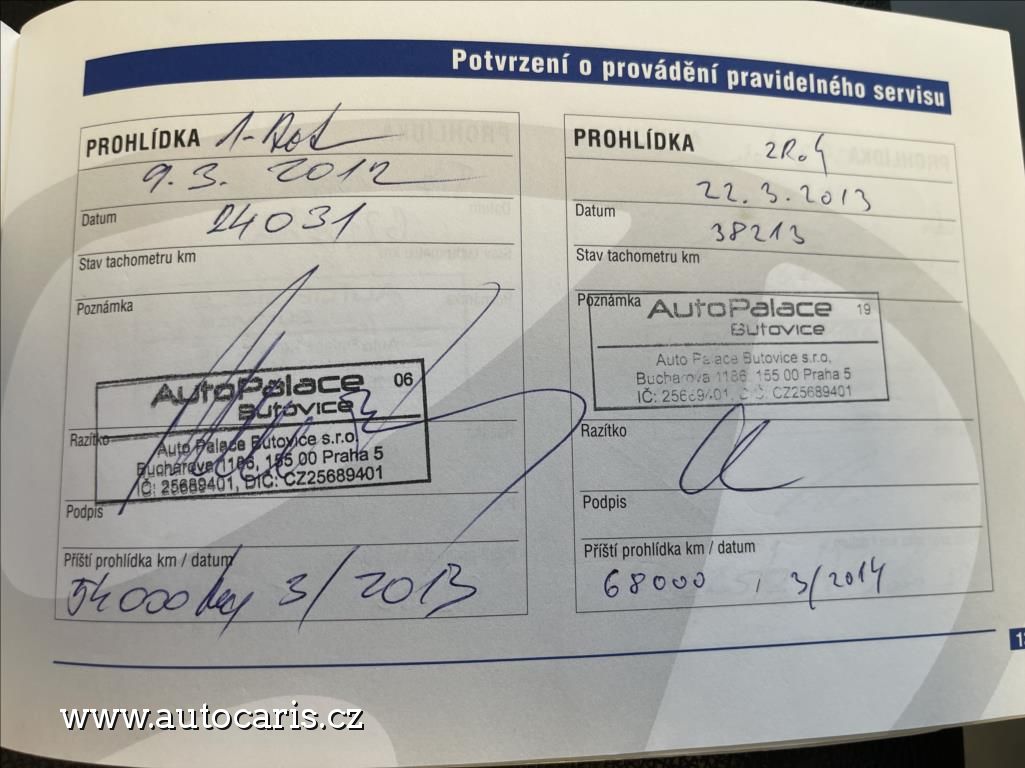 Potvrzení o provádění pravidelného servisu
PROHLÍDKA 1-Rok
9.3. 2012
Datum
24031
Stav tachometru km
Poznámka
AutoPalace 06
Butovice
Razítko
Auto Palace Butovice s.r.o.
Bucharova 1186, 155 00 Praha 5
IČ: 25689401, DIČ: CZ25689401
Podpis
Příští prohlídka km / datum
54000 km 3/2013
PROHLÍDKA 2Rok
22.3.2013
Datum
38213
Stav tachometru km
Poznámka
AutoPalace 19
Butovice
Auto Palace Butovice s.r.o.
Bucharova 1186, 155 00 Praha 5
IČ: 25689401, DIČ: CZ25689401
Razítko
Podpis
Příští prohlídka km / datum
68000 , 3/2014
www.autocaris.cz